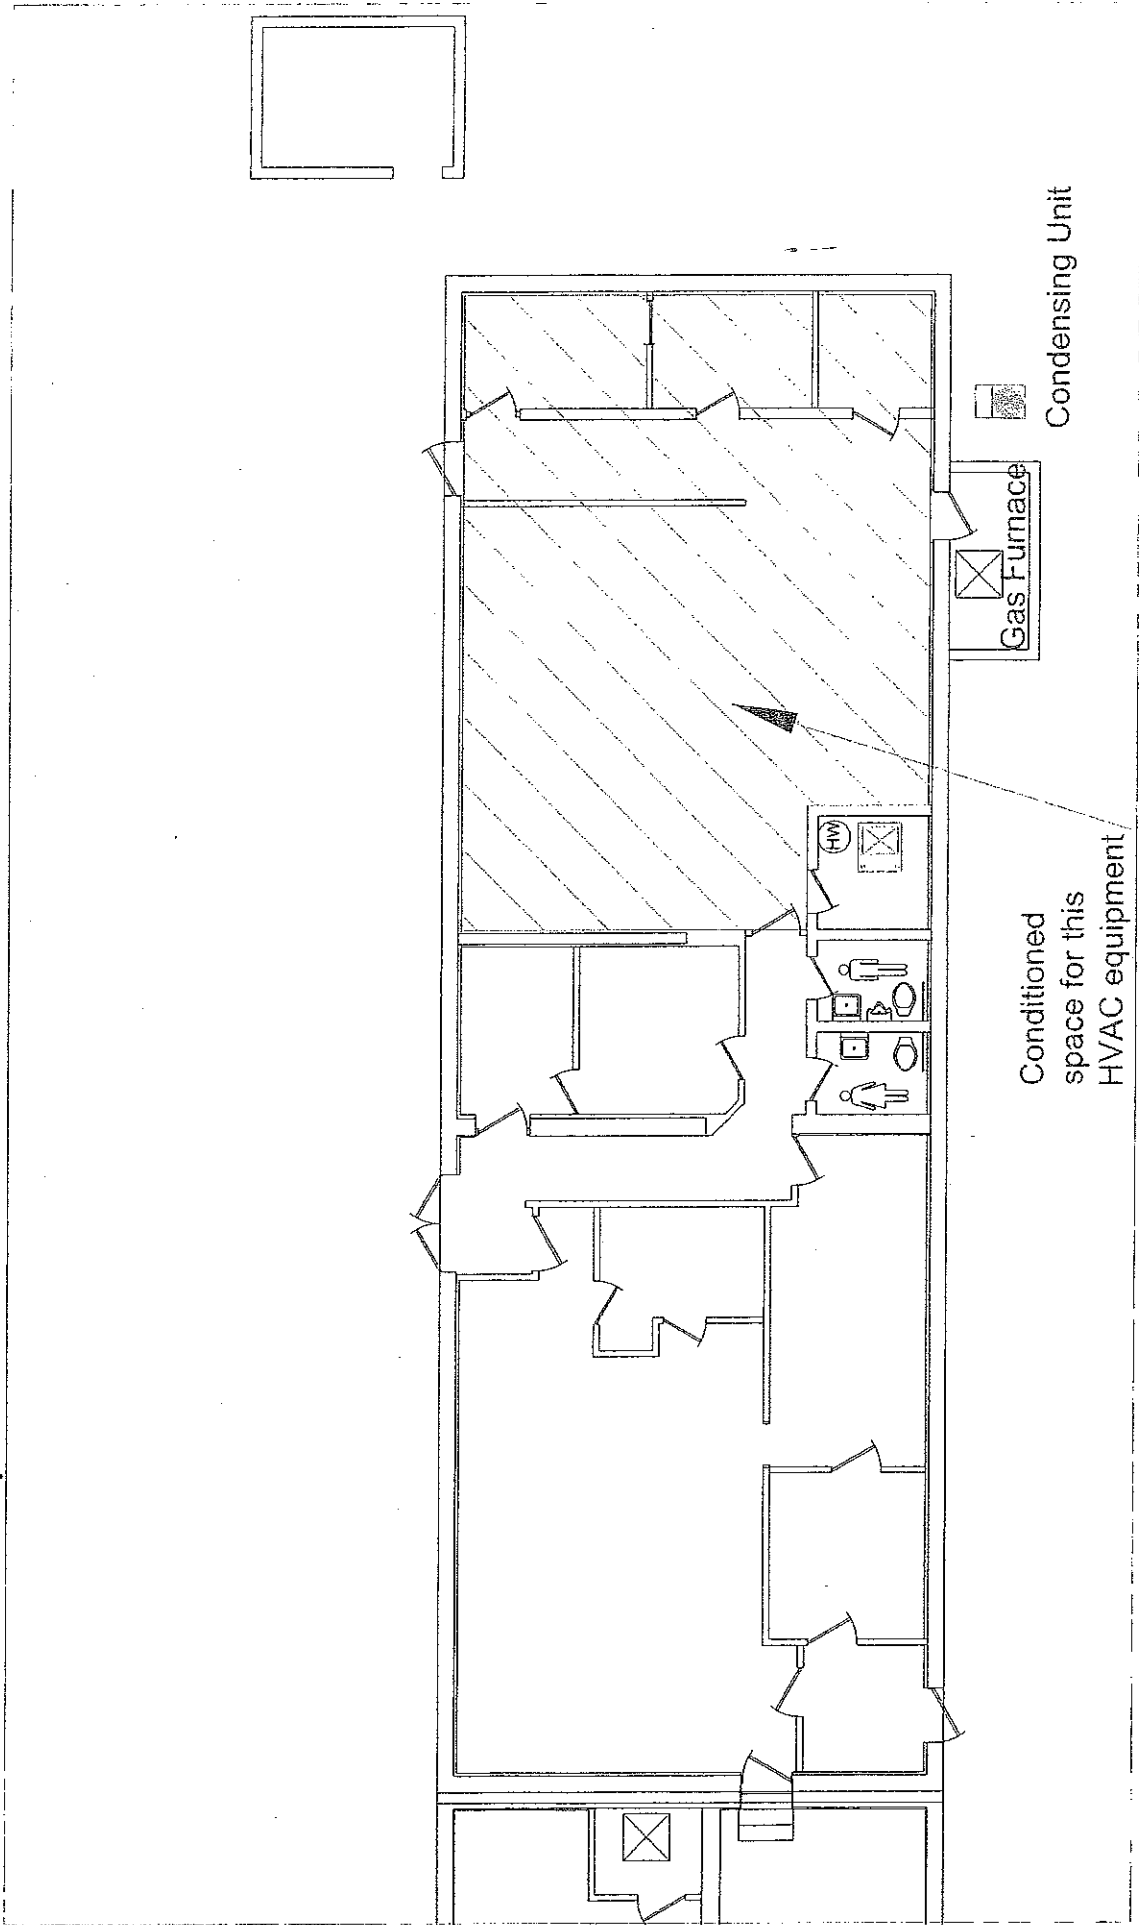 Condensing Unit
Gas Furnace
HW
Conditioned
space for this
HVAC equipment